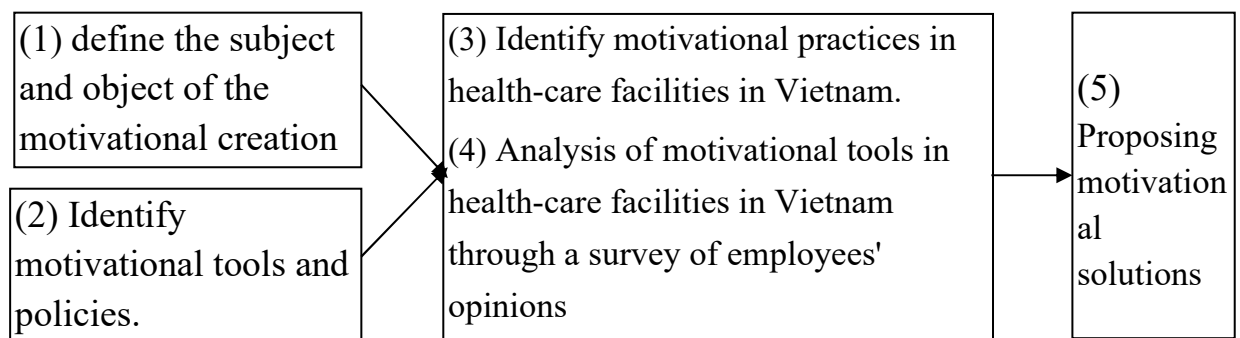 (1) define the subject
and object of the
motivational creation
(2) Identify
motivational tools and
policies.
(3) Identify motivational practices in
health-care facilities in Vietnam.
(4) Analysis of motivational tools in
health-care facilities in Vietnam
through a survey of employees'
opinions
(5)
Proposing
motivation
al
solutions